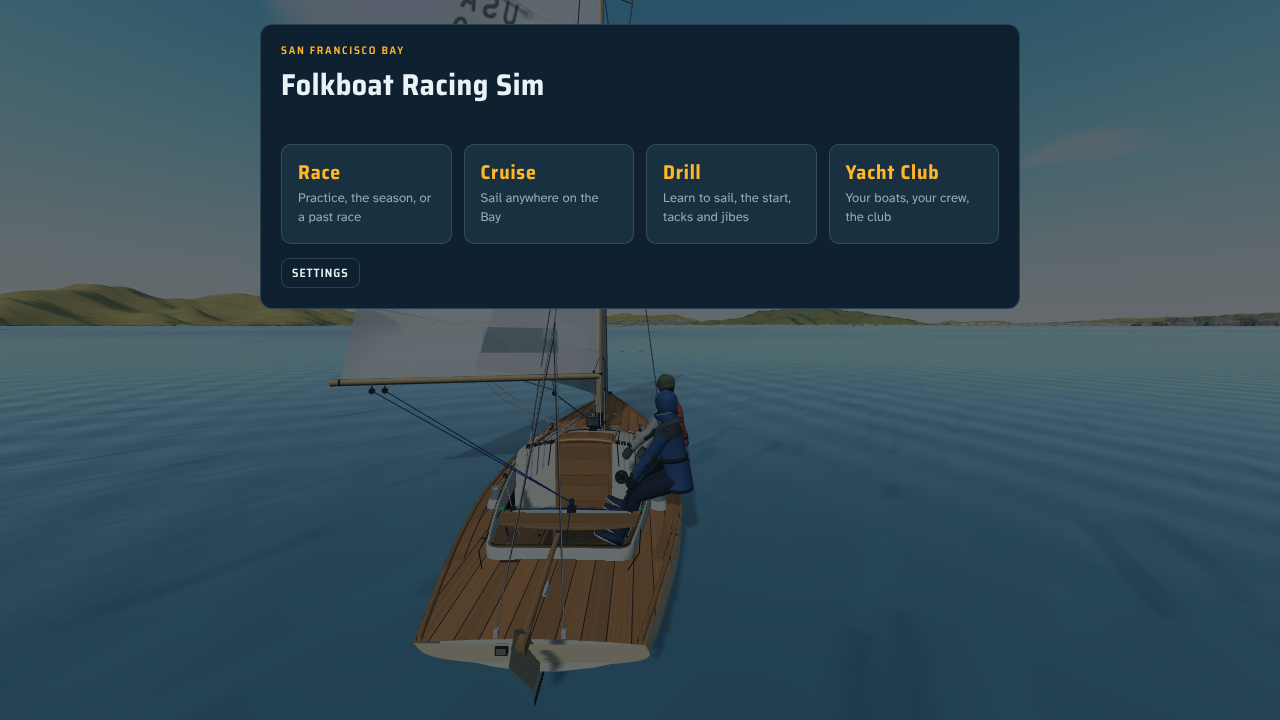 USA
SAN FRANCISCO BAY
Folkboat Racing Sim
Race
Practice, the season, or
a past race
Cruise
Sail anywhere on the
Bay
Drill
Learn to sail, the start,
tacks and jibes
Yacht Club
Your boats, your crew,
the club
SETTINGS